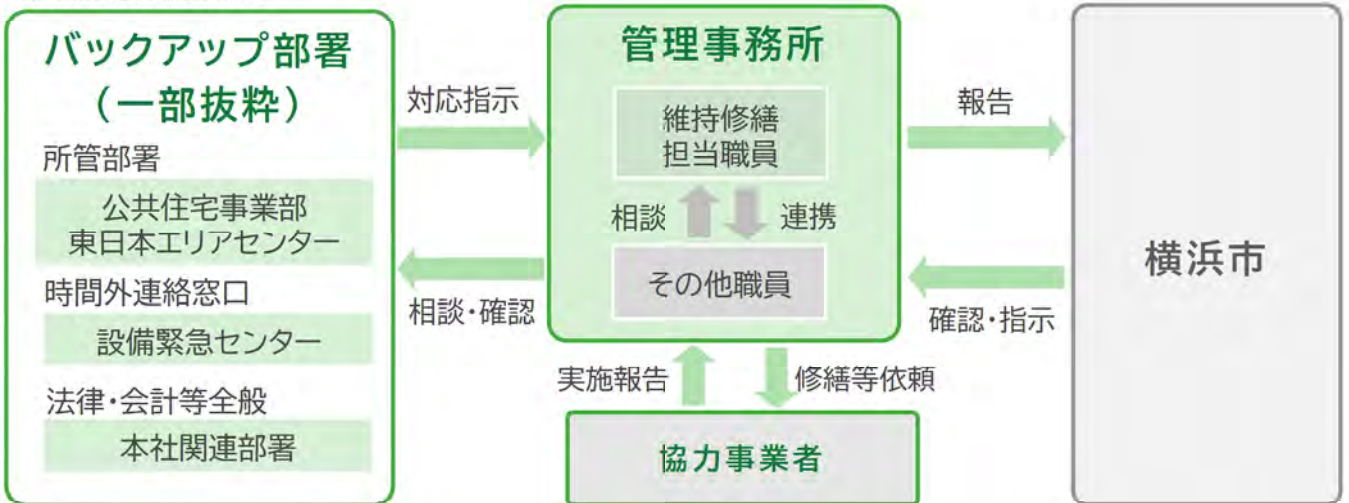 バックアップ部署
（一部抜粋）
所管部署
公共住宅事業部
東日本エリアセンター
時間外連絡窓口
設備緊急センター
法律・会計等全般
本社関連部署
対応指示
相談・確認
管理事務所
維持修繕
担当職員
相談
連携
その他職員
実施報告
修繕等依頼
協力事業者
報告
確認・指示
横浜市